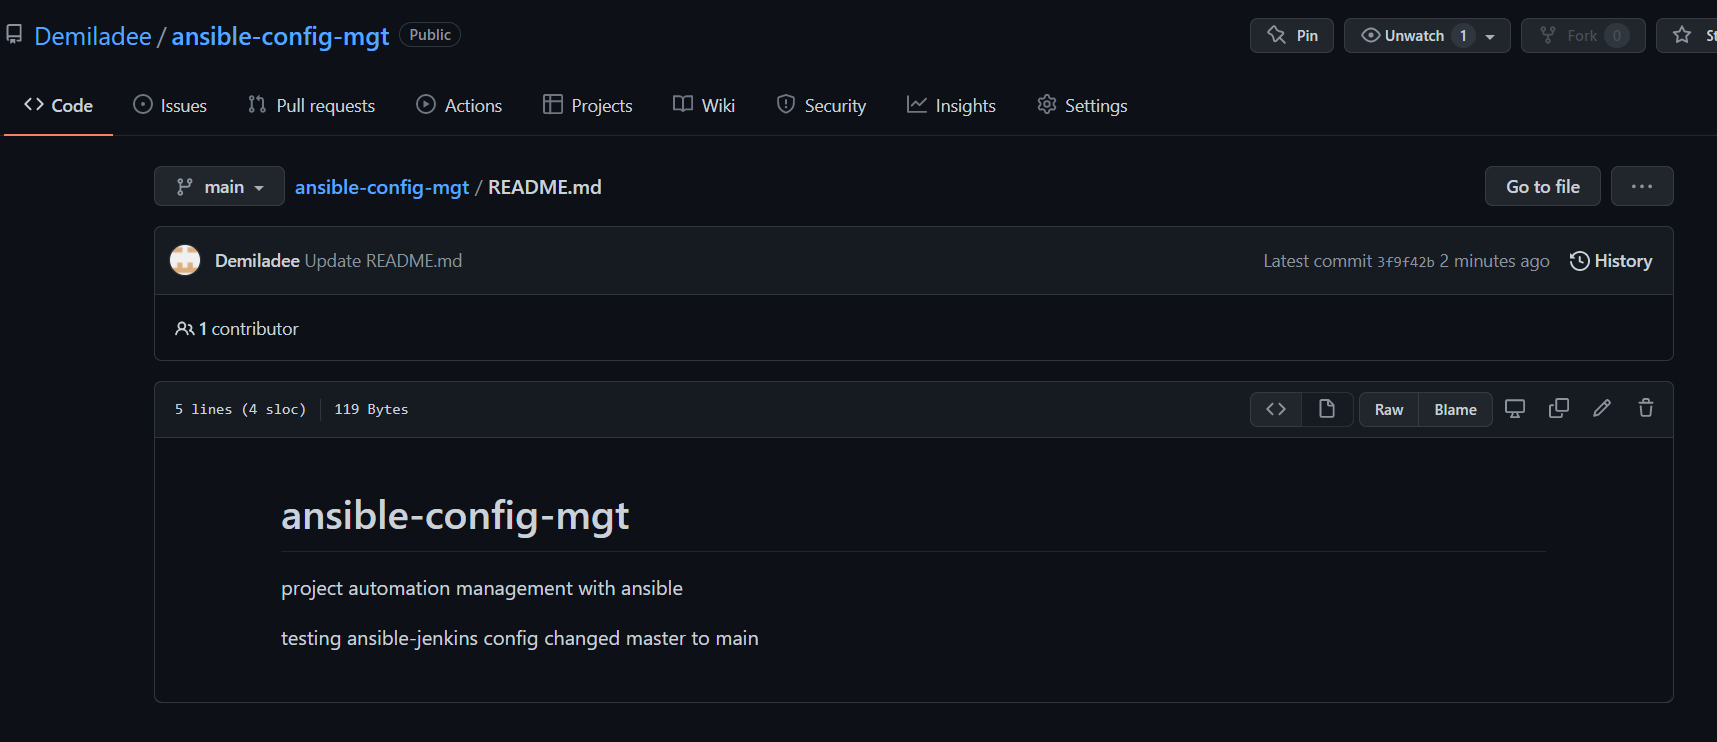 Demiladee / ansible-config-mgt Public
Pin Unwatch 1 Fork 0 St
Code Issues Pull requests Actions Projects Wiki Security Insights Settings
main ansible-config-mgt / README.md Go to file ...
Demiladee Update README.md Latest commit 3f9f42b 2 minutes ago History
1 contributor
5 lines (4 sloc) 119 Bytes Raw Blame
ansible-config-mgt
project automation management with ansible
testing ansible-jenkins config changed master to main